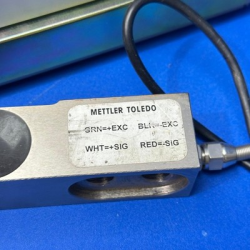 METTLER TOLEDO
GRN=+EXC BLK=-EXC
WHT=+SIG RED=-SIG